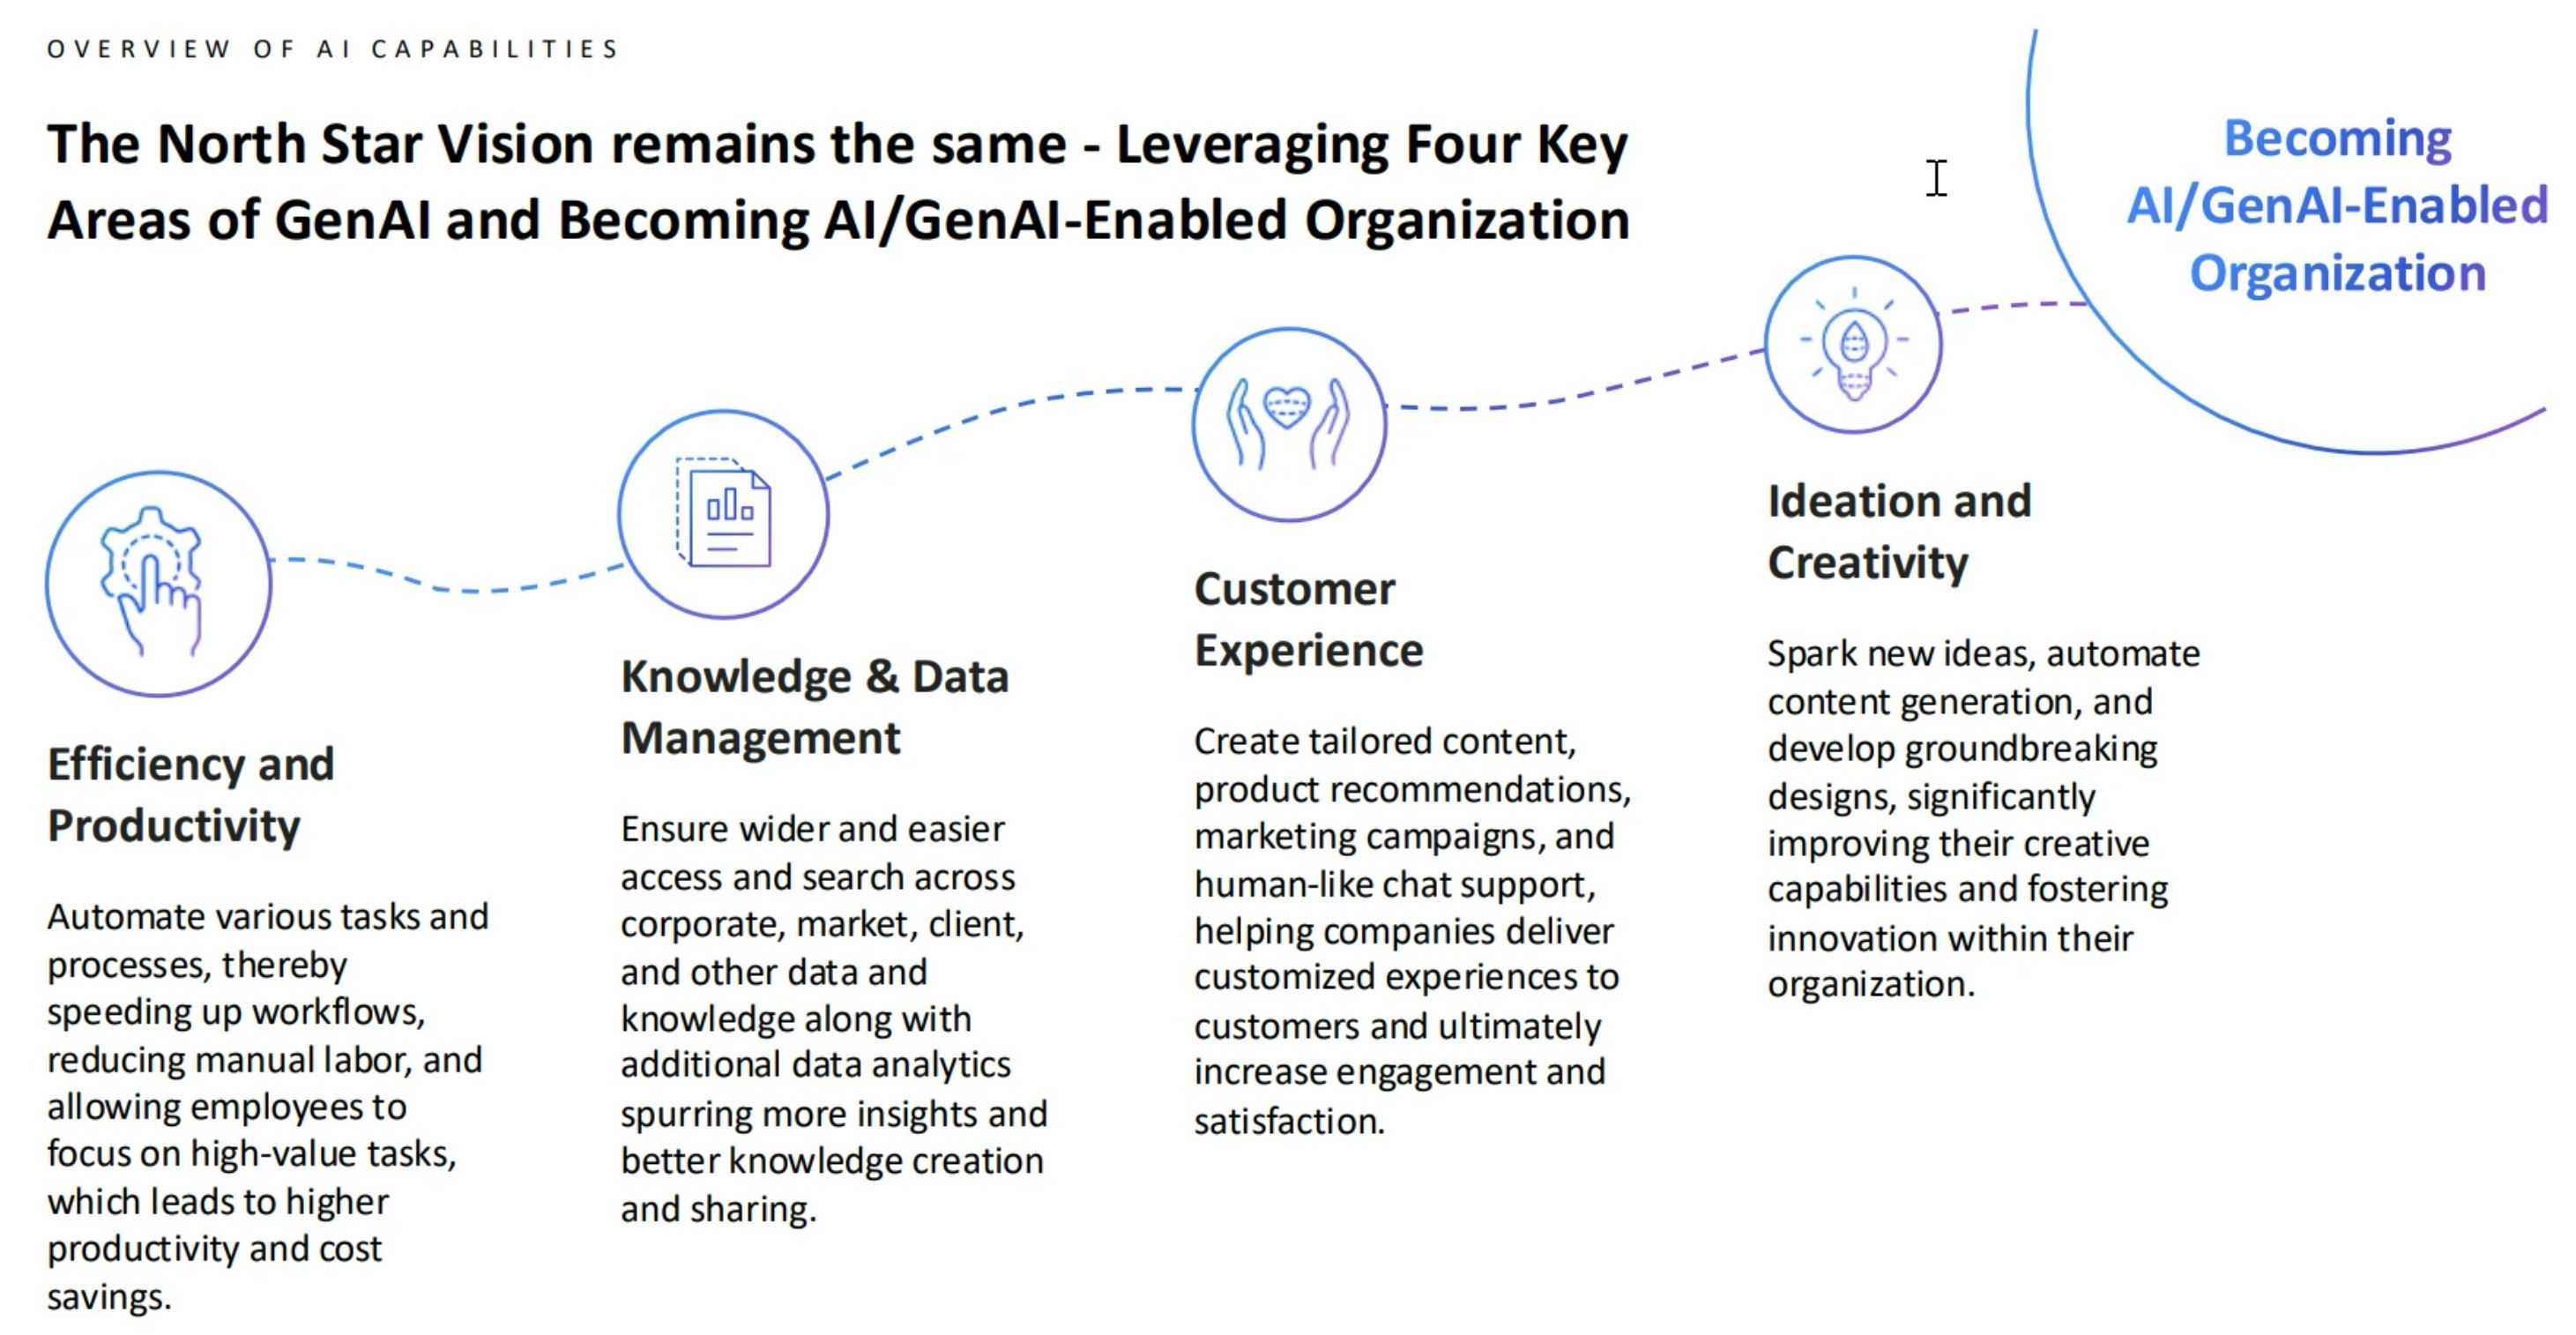 OVERVIEW OF AI CAPABILITIES
The North Star Vision remains the same - Leveraging Four Key
Areas of GenAI and Becoming AI/GenAI-Enabled Organization
Becoming
AI/GenAI-Enabled
Organization
Efficiency and
Productivity
Automate various tasks and
processes, thereby
speeding up workflows,
reducing manual labor, and
allowing employees to
focus on high-value tasks,
which leads to higher
productivity and cost
savings.
Knowledge & Data
Management
Ensure wider and easier
access and search across
corporate, market, client,
and other data and
knowledge along with
additional data analytics
spurring more insights and
better knowledge creation
and sharing.
Customer
Experience
Create tailored content,
product recommendations,
marketing campaigns, and
human-like chat support,
helping companies deliver
customized experiences to
customers and ultimately
increase engagement and
satisfaction.
Ideation and
Creativity
Spark new ideas, automate
content generation, and
develop groundbreaking
designs, significantly
improving their creative
capabilities and fostering
innovation within their
organization.